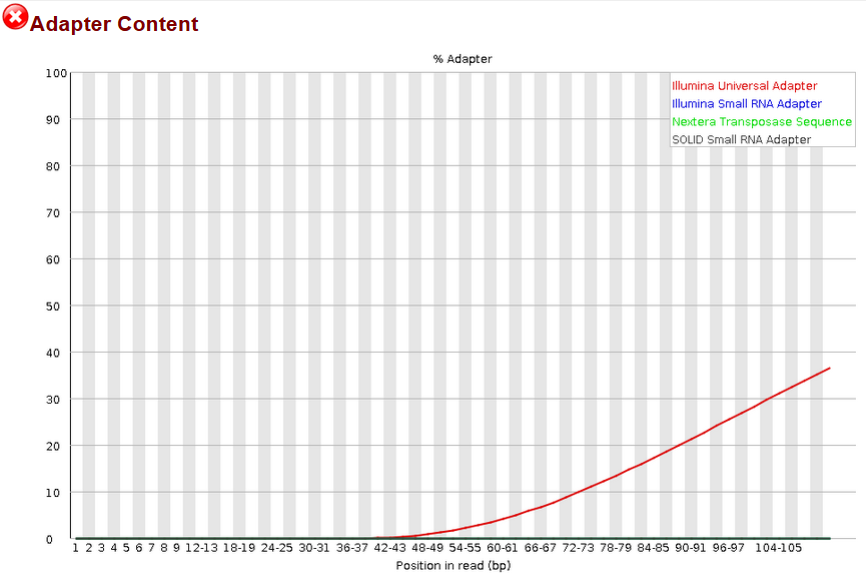 Adapter Content
% Adapter
Illumina Universal Adapter
Illumina Small RNA Adapter
Nextera Transposase Sequence
SOLID Small RNA Adapter
100
90
80
70
60
50
40
30
20
10
0
1 2 3 4 5 6 7 8 9 12-13 18-19 24-25 30-31 36-37 42-43 48-49 54-55 60-61 66-67 72-73 78-79 84-85 90-91 96-97 104-105
Position in read (bp)